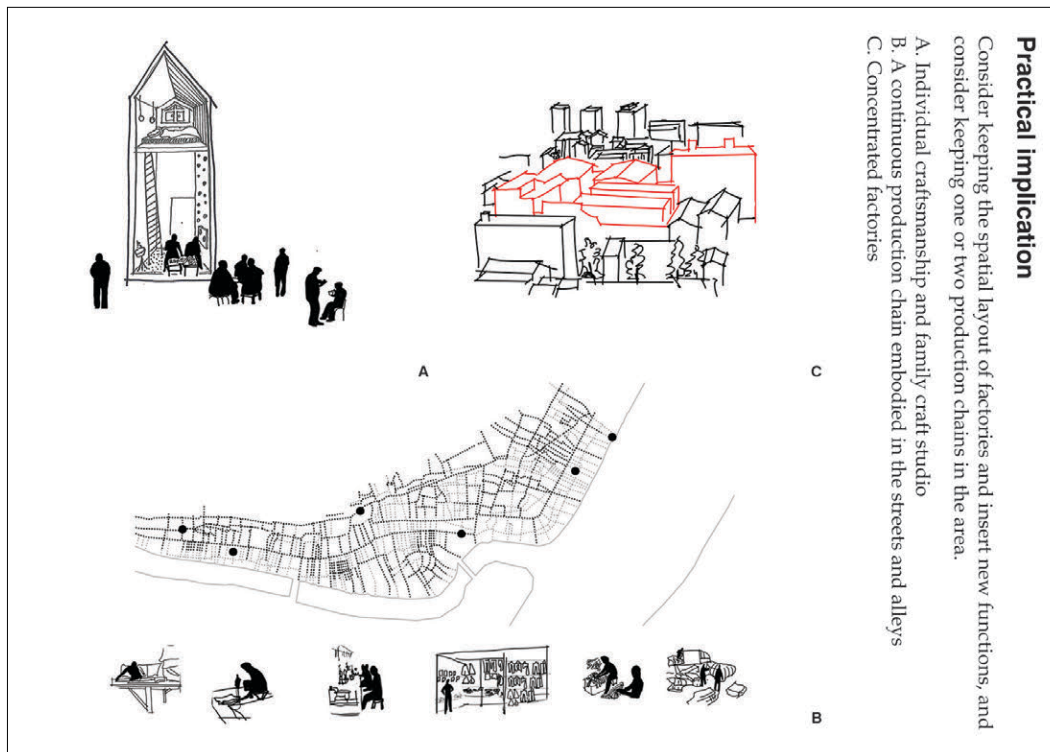 Practical implication
Consider keeping the spatial layout of factories and insert new functions, and
consider keeping one or two production chains in the area.
A. Individual craftsmanship and family craft studio
B. A continuous production chain embodied in the streets and alleys
C. Concentrated factories
A
C
B